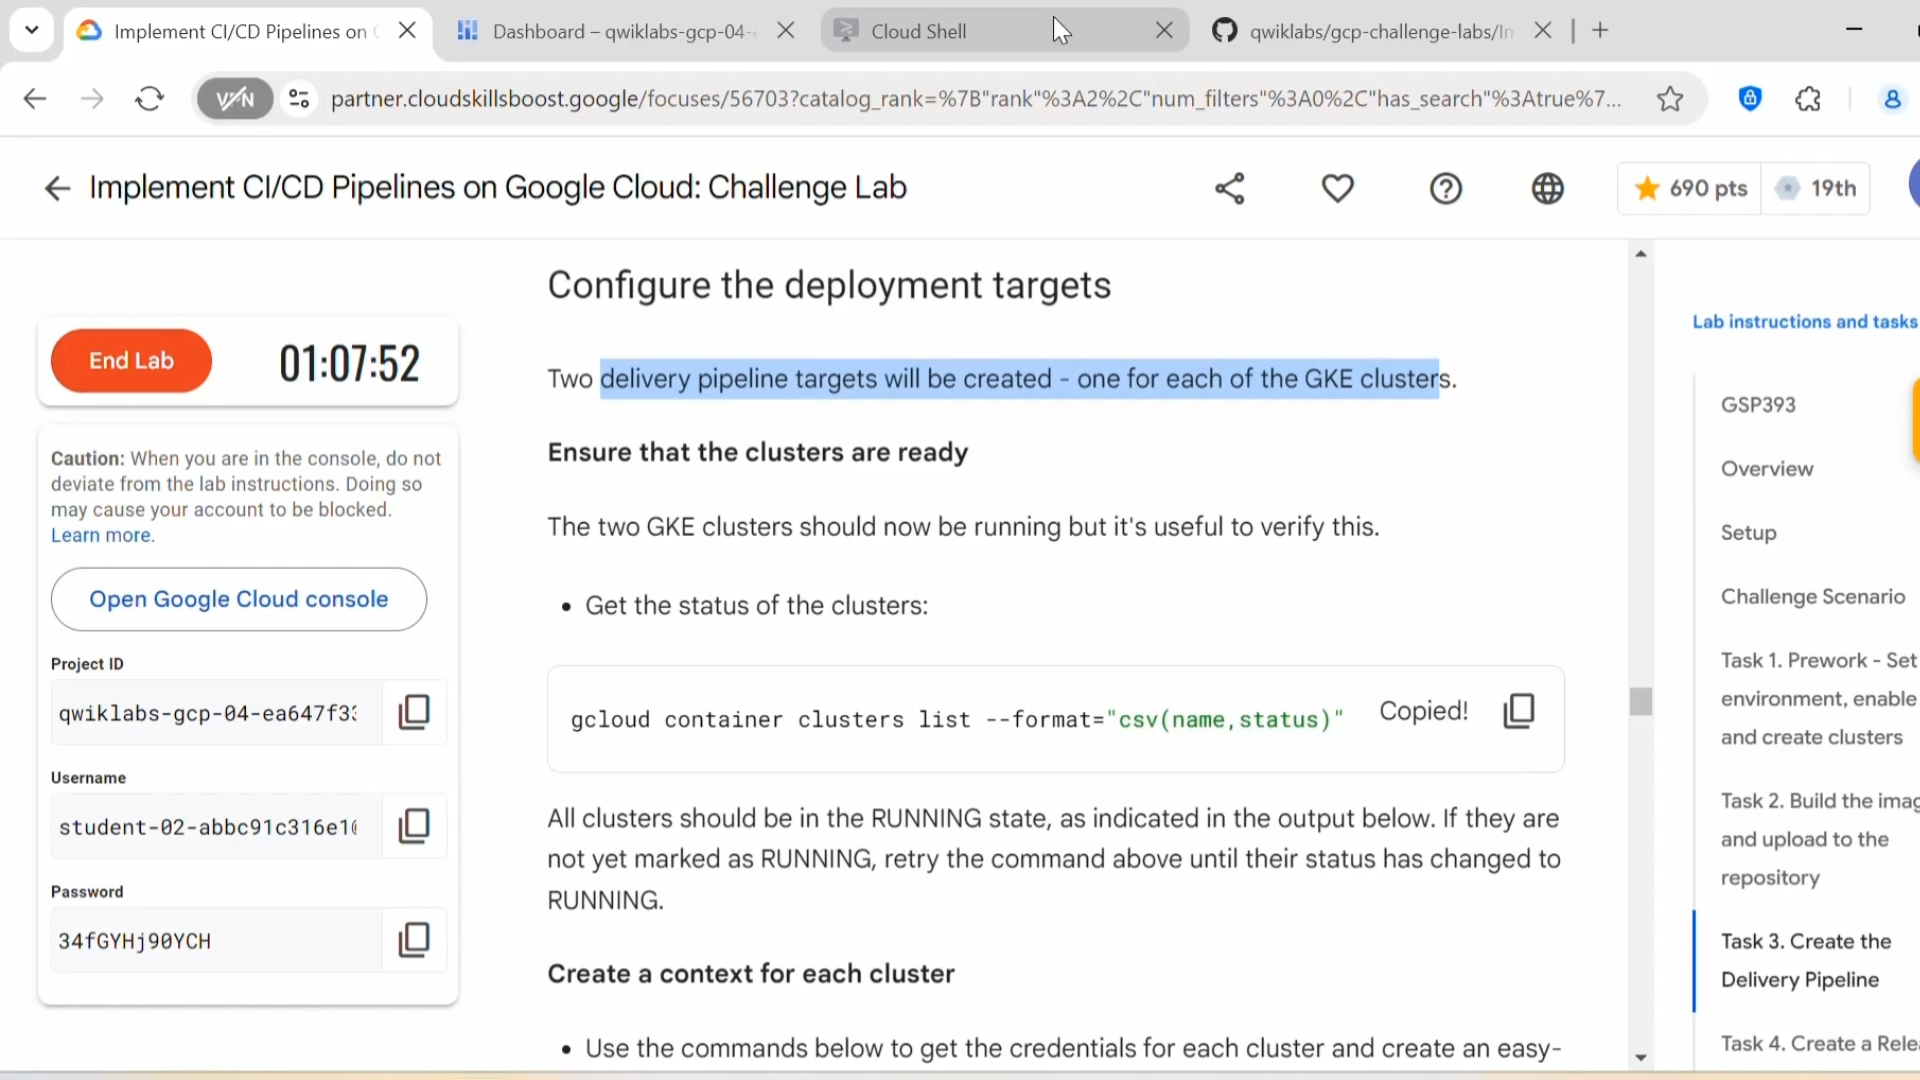 Implement CI/CD Pipelines on
Dashboard – qwiklabs-gcp-04-
Cloud Shell
qwiklabs/gcp-challenge-labs/In
VPN
partner.cloudskillsboost.google/focuses/56703?catalog_rank=%7B"rank"%3A2%2C"num_filters"%3A0%2C"has_search"%3Atrue%7...
Implement CI/CD Pipelines on Google Cloud: Challenge Lab
690 pts
19th
End Lab
01:07:52
Caution: When you are in the console, do not
deviate from the lab instructions. Doing so
may cause your account to be blocked.
Learn more.
Open Google Cloud console
Project ID
qwiklabs-gcp-04-ea647f33
Username
student-02-abbc91c316e1@
Password
34fGYHj90YCH
Configure the deployment targets
Two delivery pipeline targets will be created - one for each of the GKE clusters.
Ensure that the clusters are ready
The two GKE clusters should now be running but it's useful to verify this.
• Get the status of the clusters:
gcloud container clusters list --format="csv(name,status)"
Copied!
All clusters should be in the RUNNING state, as indicated in the output below. If they are
not yet marked as RUNNING, retry the command above until their status has changed to
RUNNING.
Create a context for each cluster
• Use the commands below to get the credentials for each cluster and create an easy-
Lab instructions and tasks
GSP393
Overview
Setup
Challenge Scenario
Task 1. Prework - Set
environment, enable
and create clusters
Task 2. Build the imag
and upload to the
repository
Task 3. Create the
Delivery Pipeline
Task 4. Create a Rele